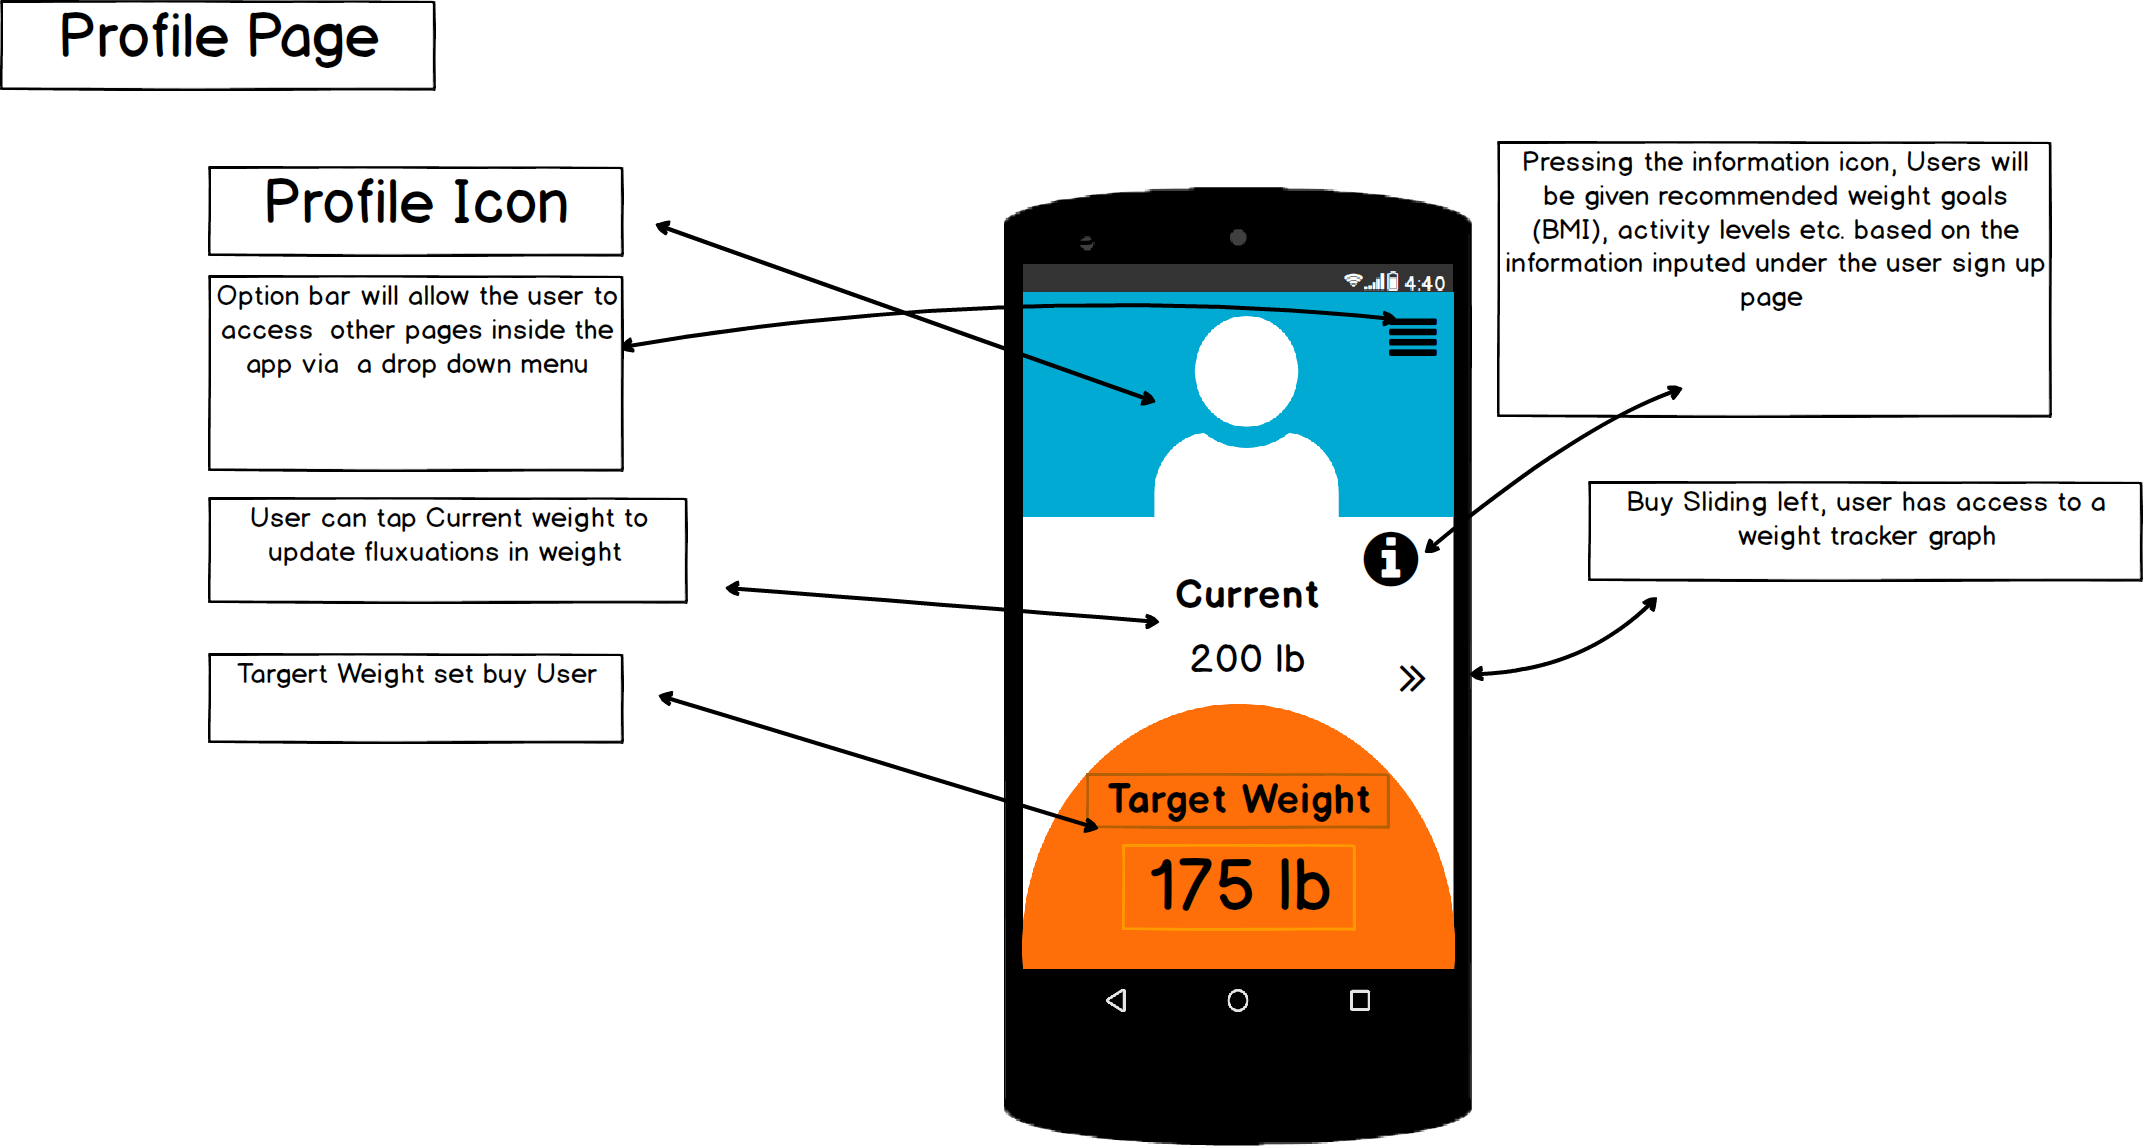 Profile Page
Profile Icon
Option bar will allow the user to
access other pages inside the
app via a drop down menu
User can tap Current weight to
update fluxuations in weight
Targert Weight set buy User
4:40
Current
200 lb
Target Weight
175 lb
Pressing the information icon, Users will
be given recommended weight goals
(BMI), activity levels etc. based on the
information inputed under the user sign up
page
Buy Sliding left, user has access to a
weight tracker graph